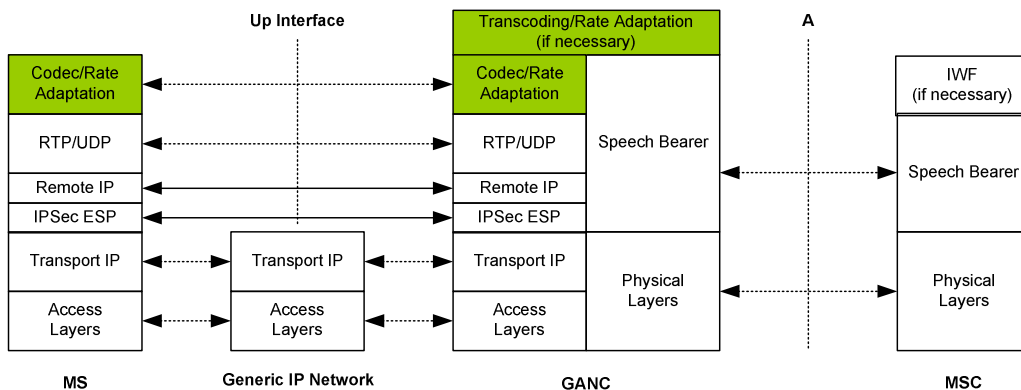 Up Interface
Transcoding/Rate Adaptation
(if necessary)
A
Codec/Rate
Adaptation
Codec/Rate
Adaptation
IWF
(if necessary)
RTP/UDP
RTP/UDP
Speech Bearer
Speech Bearer
Remote IP
Remote IP
IPSec ESP
IPSec ESP
Transport IP
Transport IP
Transport IP
Physical
Layers
Physical
Layers
Access
Layers
Access
Layers
Access
Layers
MS
Generic IP Network
GANC
MSC